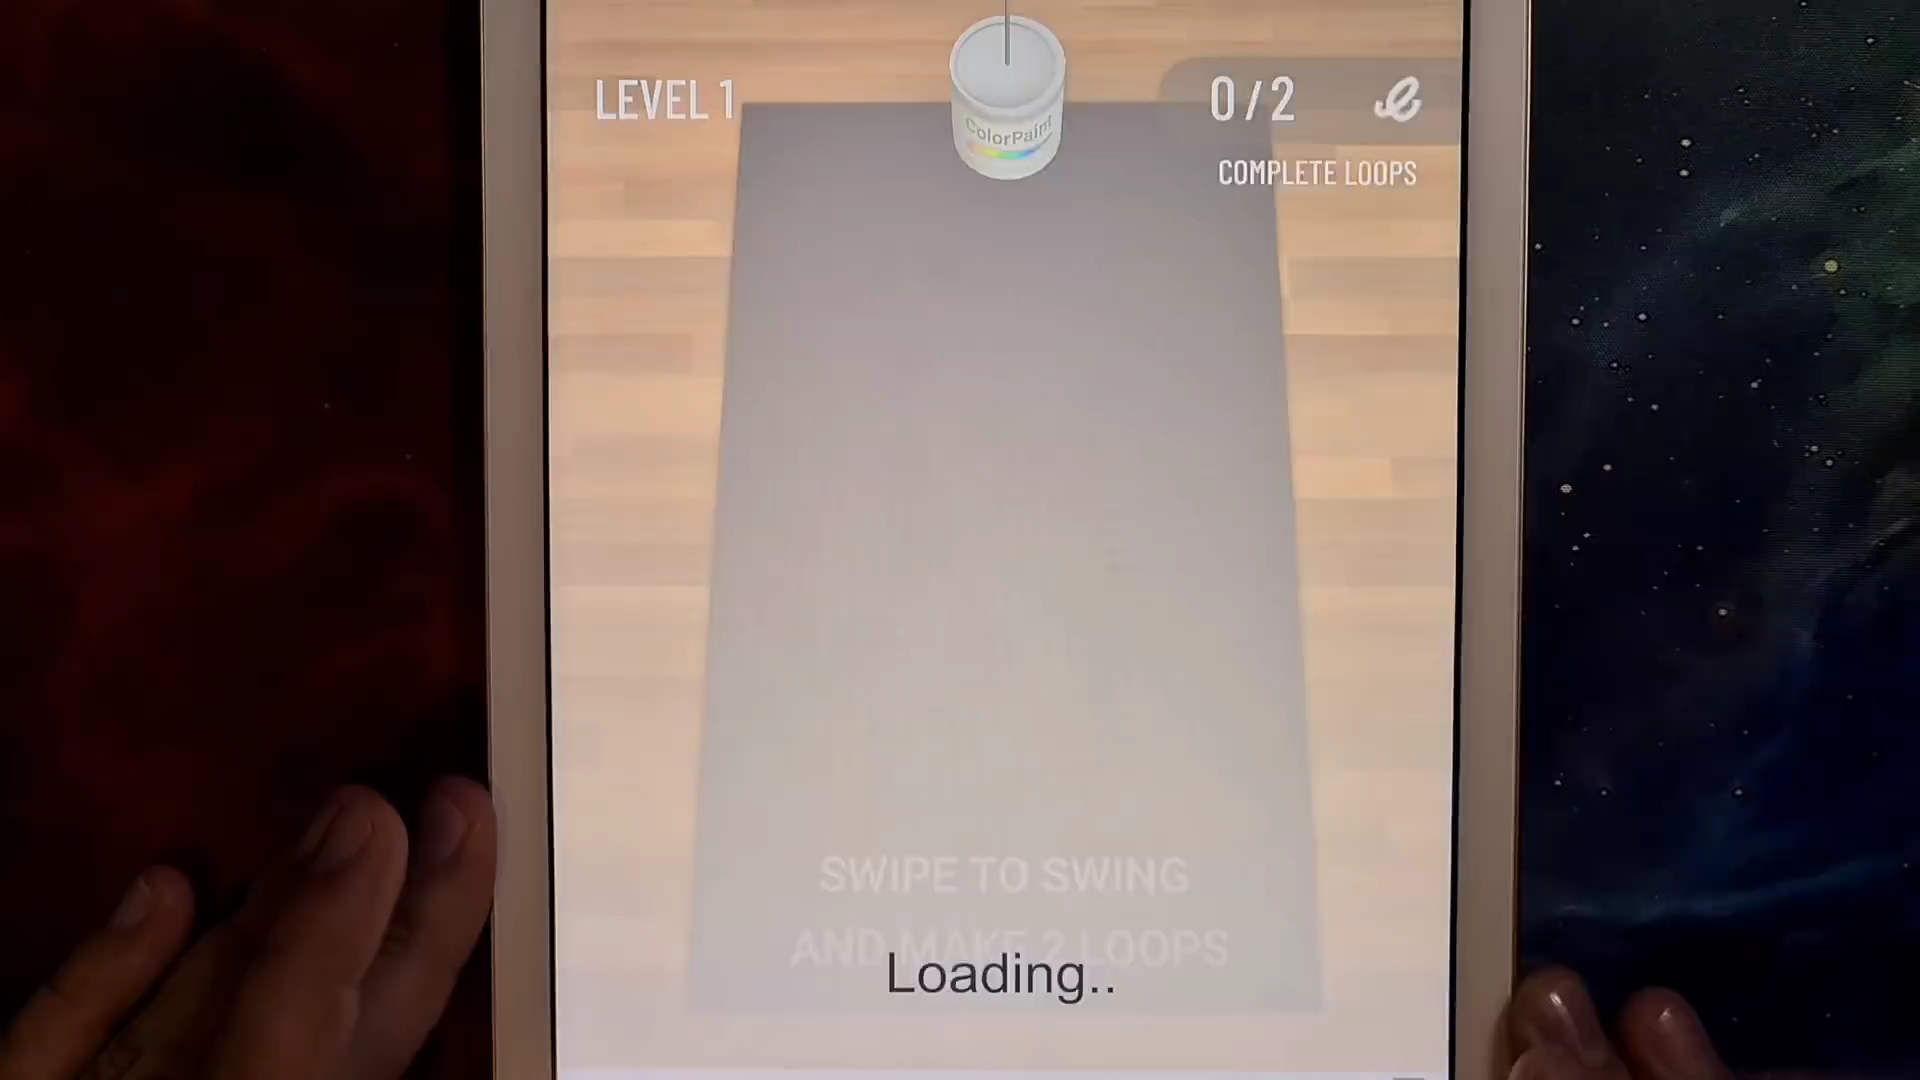 LEVEL 1
0/2
COMPLETE LOOPS
ColorPaint
SWIPE TO SWING
AND MAKE 2 LOOPS
Loading..